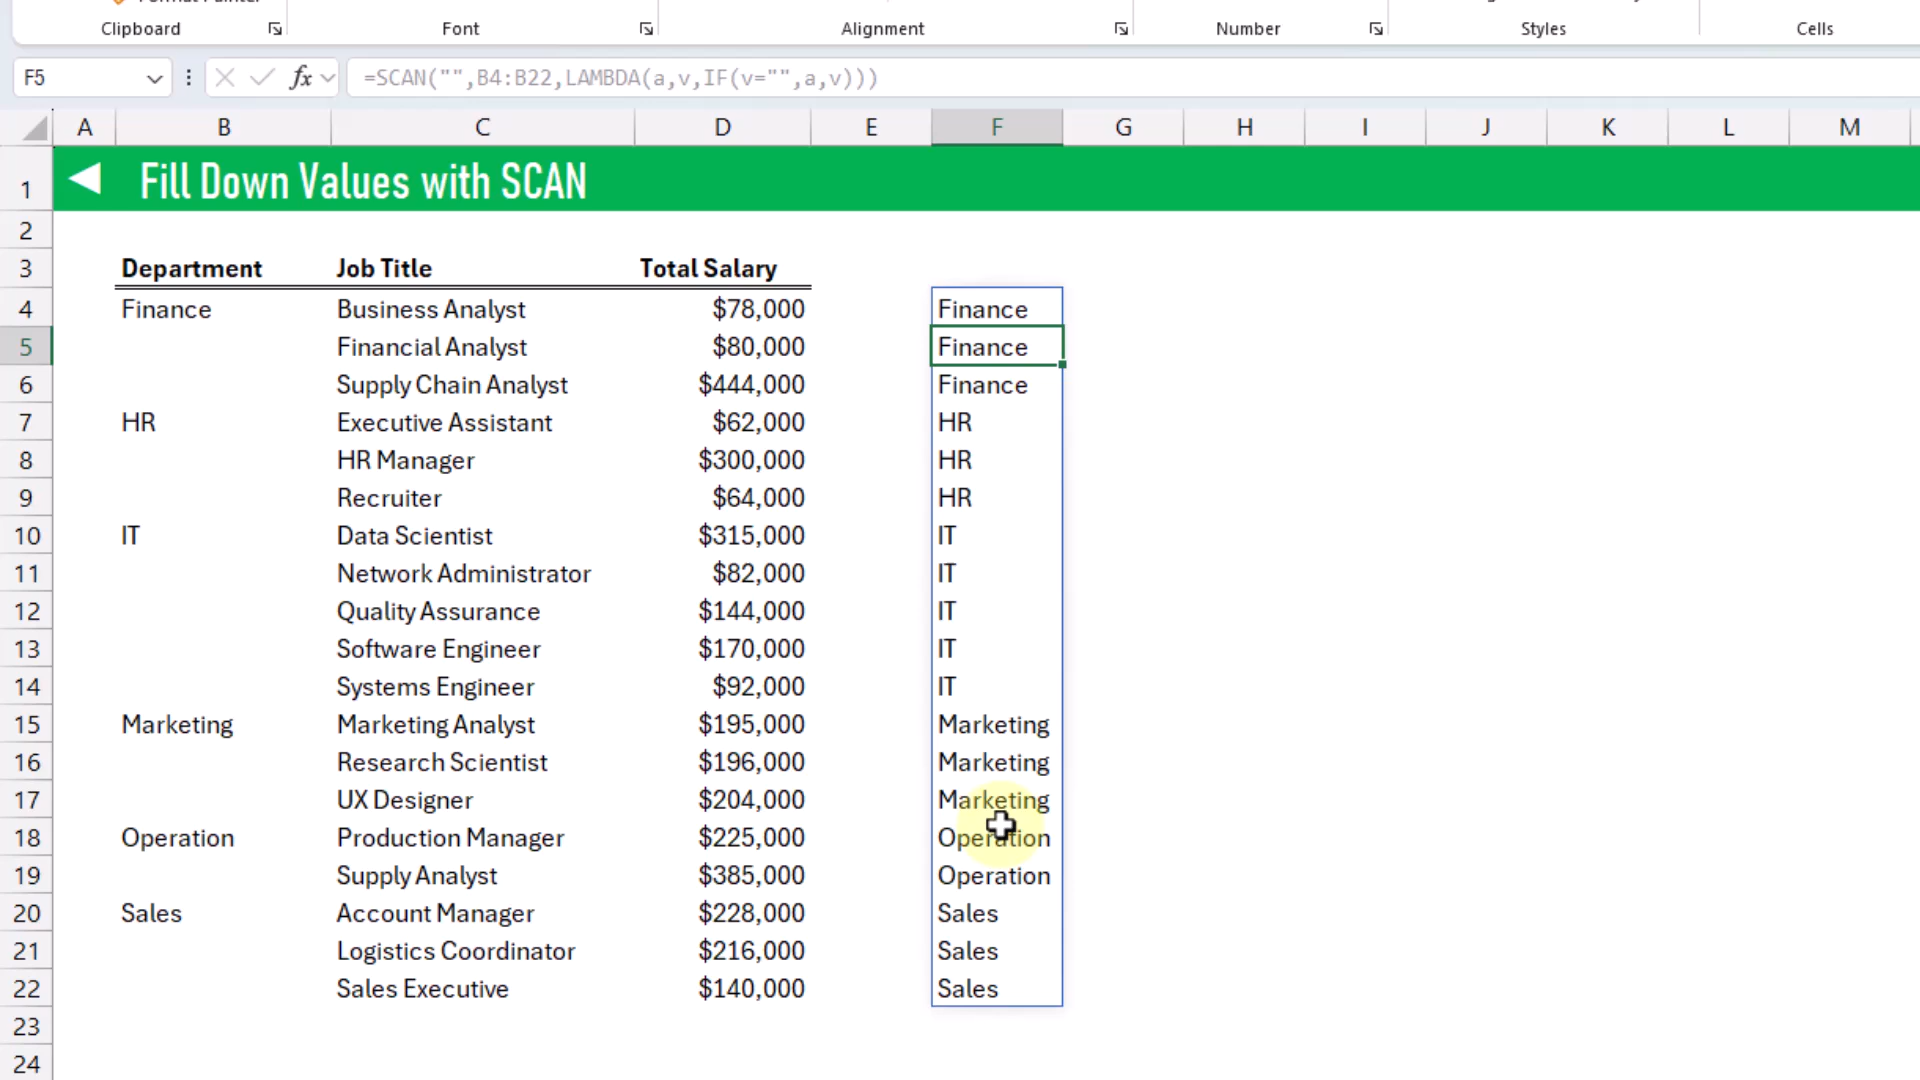 Clipboard Font Alignment Number Styles Cells
F5 fx =SCAN("",B4:B22,LAMBDA(a,v,IF(v="",a,v)))
A B C D E F G H I J K L M
1 Fill Down Values with SCAN
2
3 Department Job Title Total Salary
4 Finance Business Analyst $78,000 Finance
5 Financial Analyst $80,000 Finance
6 Supply Chain Analyst $444,000 Finance
7 HR Executive Assistant $62,000 HR
8 HR Manager $300,000 HR
9 Recruiter $64,000 HR
10 IT Data Scientist $315,000 IT
11 Network Administrator $82,000 IT
12 Quality Assurance $144,000 IT
13 Software Engineer $170,000 IT
14 Systems Engineer $92,000 IT
15 Marketing Marketing Analyst $195,000 Marketing
16 Research Scientist $196,000 Marketing
17 UX Designer $204,000 Marketing
18 Operation Production Manager $225,000 Operation
19 Supply Analyst $385,000 Operation
20 Sales Account Manager $228,000 Sales
21 Logistics Coordinator $216,000 Sales
22 Sales Executive $140,000 Sales
23
24